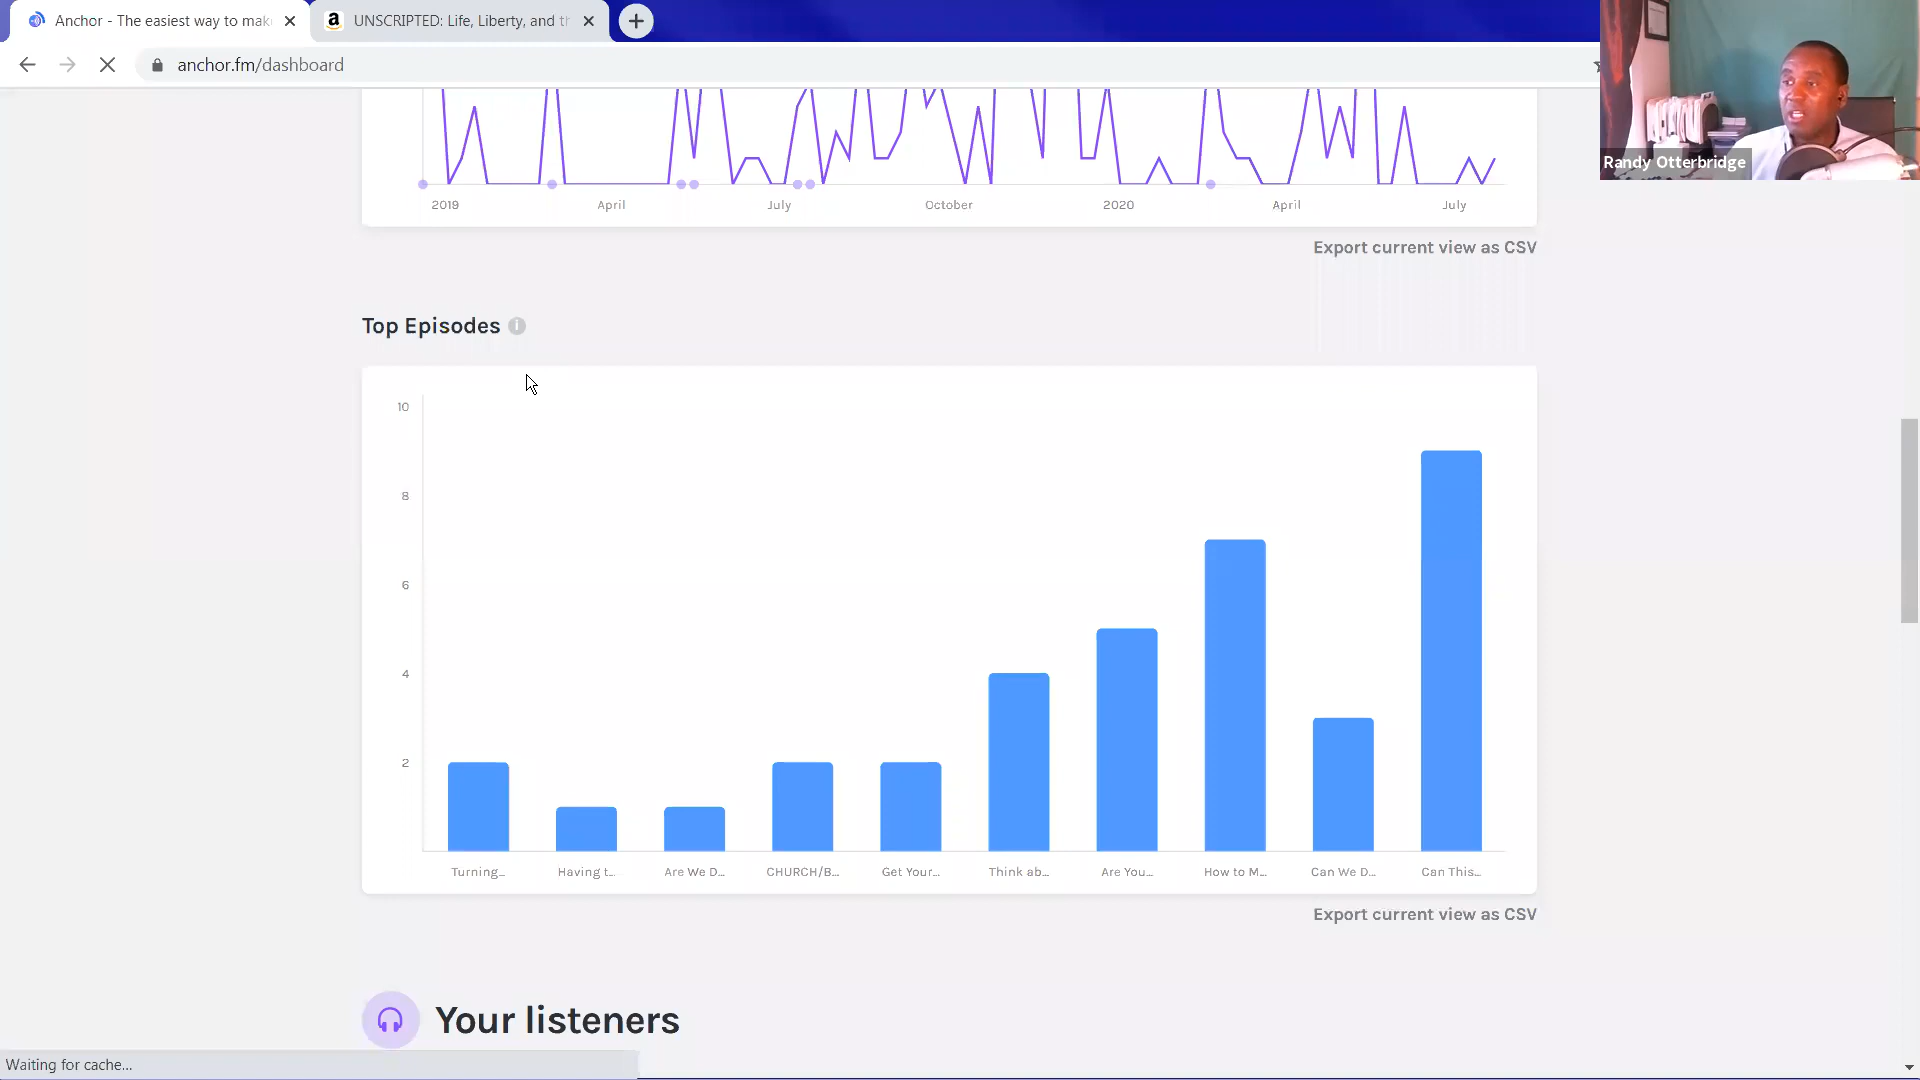 Anchor - The easiest way to mak
UNSCRIPTED: Life, Liberty, and th
anchor.fm/dashboard
Randy Otterbridge
2019 April July October 2020 April July
Export current view as CSV
Top Episodes
10
8
6
4
2
Turning... Having t... Are We D... CHURCH/B... Get Your... Think ab... Are You... How to M... Can We D... Can This...
Export current view as CSV
Your listeners
Waiting for cache...